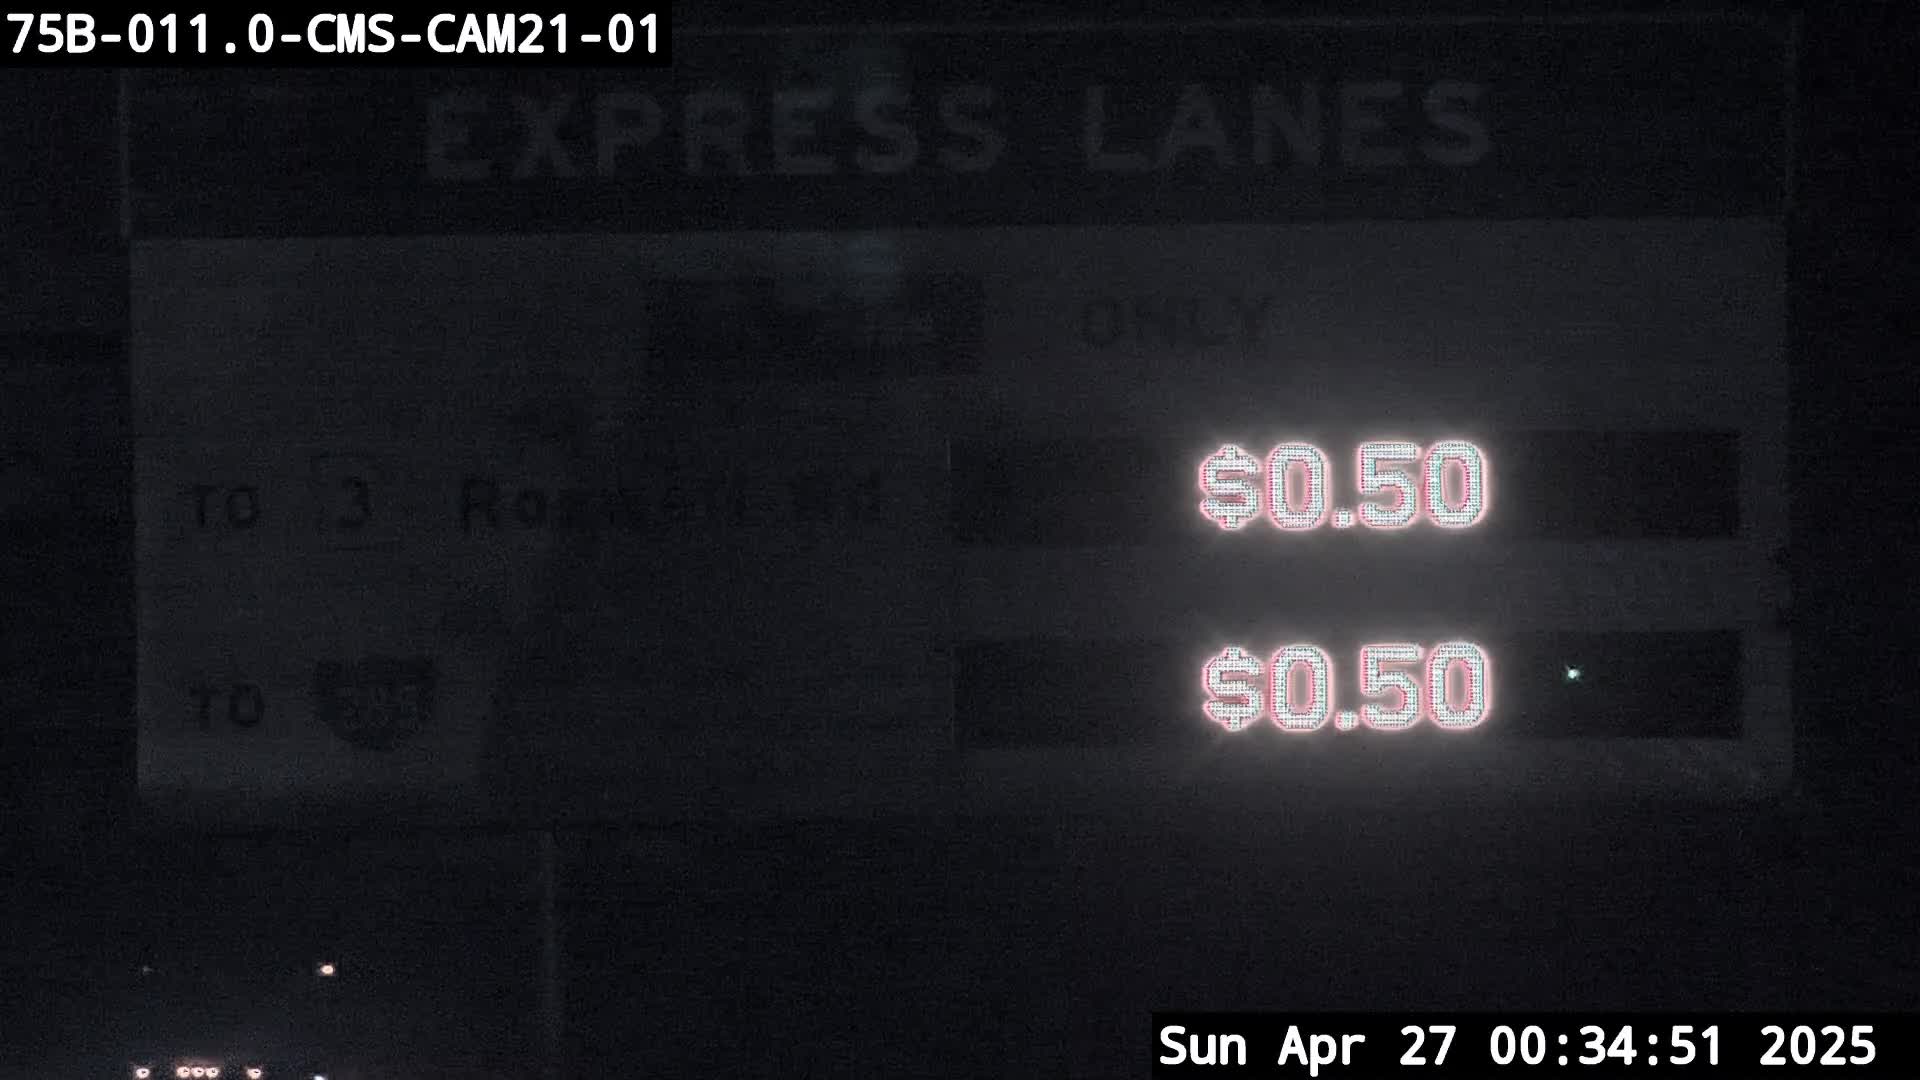 75B-011.0-CMS-CAM21-01
EXPRESS LANES
ONLY
TO 3 $0.50
TO $0.50
Sun Apr 27 00:34:51 2025